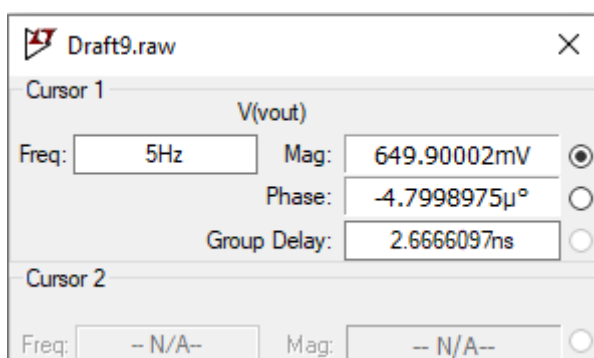 Draft9.raw
Cursor 1
V(vout)
Freq: 5Hz Mag: 649.90002mV
Phase: -4.7998975µ°
Group Delay: 2.6666097ns
Cursor 2
Freq: -- N/A-- Mag: -- N/A--